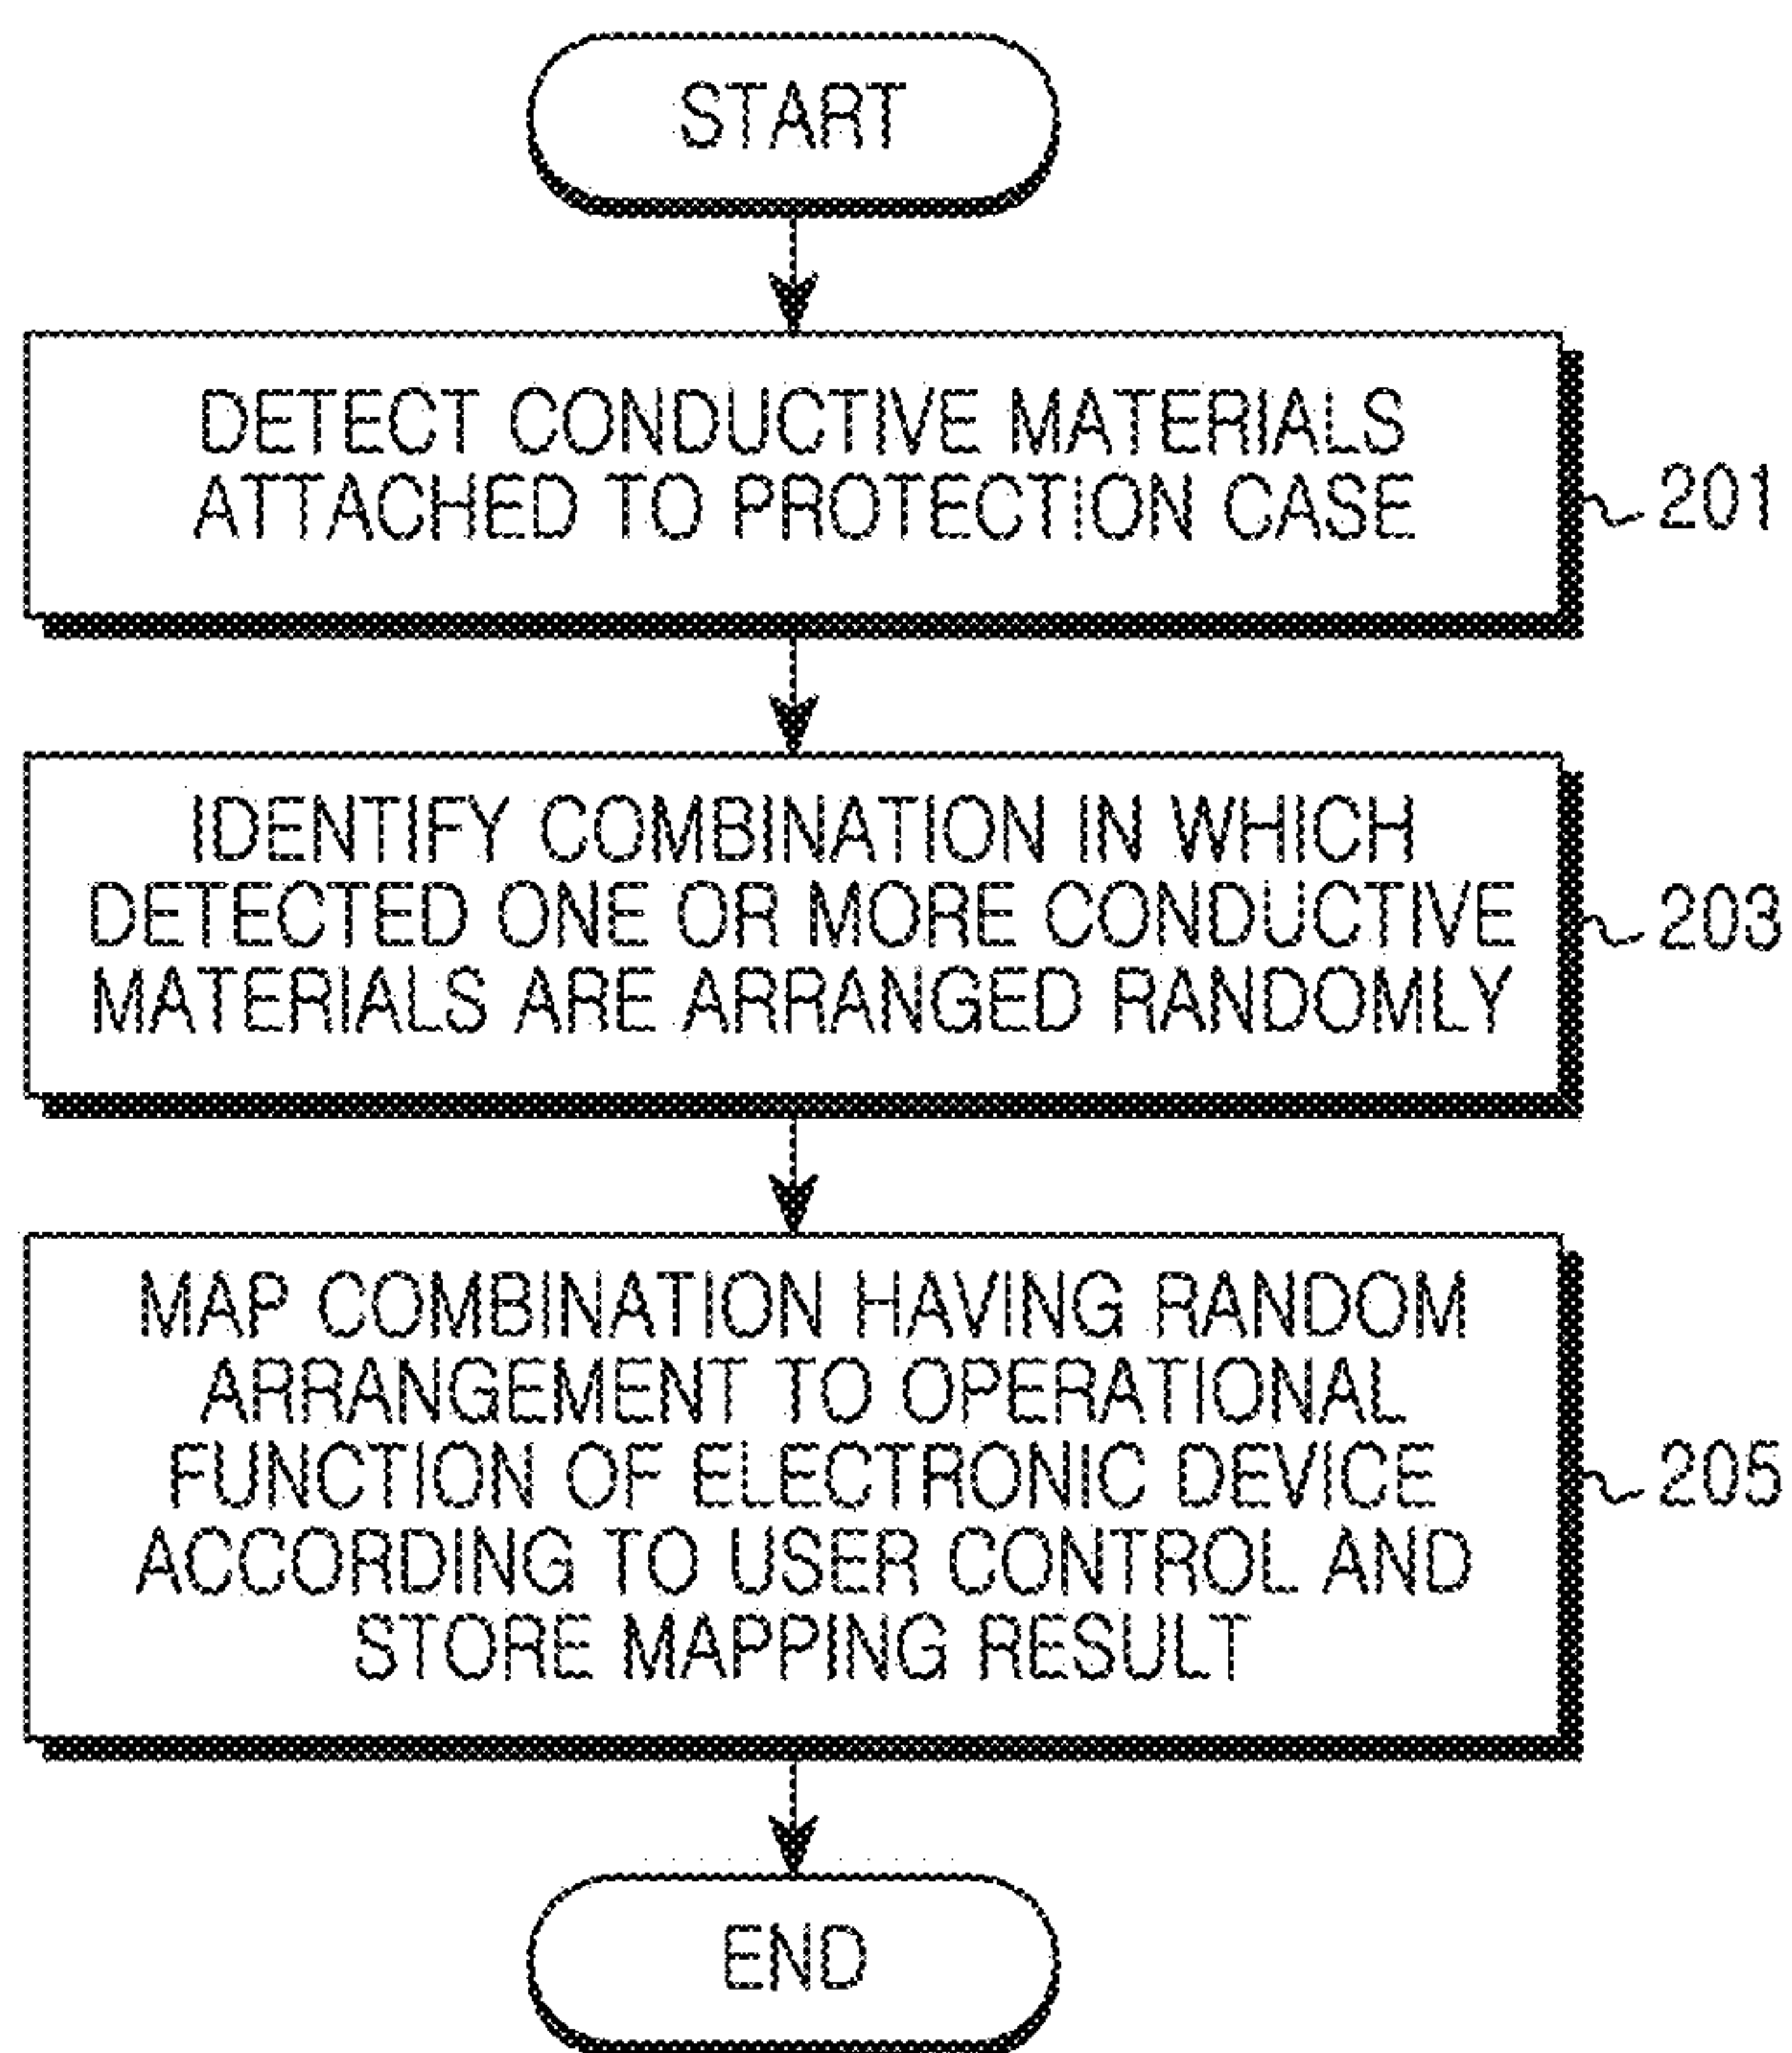 START
DETECT CONDUCTIVE MATERIALS
ATTACHED TO PROTECTION CASE
201
IDENTIFY COMBINATION IN WHICH
DETECTED ONE OR MORE CONDUCTIVE
MATERIALS ARE ARRANGED RANDOMLY
203
MAP COMBINATION HAVING RANDOM
ARRANGEMENT TO OPERATIONAL
FUNCTION OF ELECTRONIC DEVICE
ACCORDING TO USER CONTROL AND
STORE MAPPING RESULT
205
END